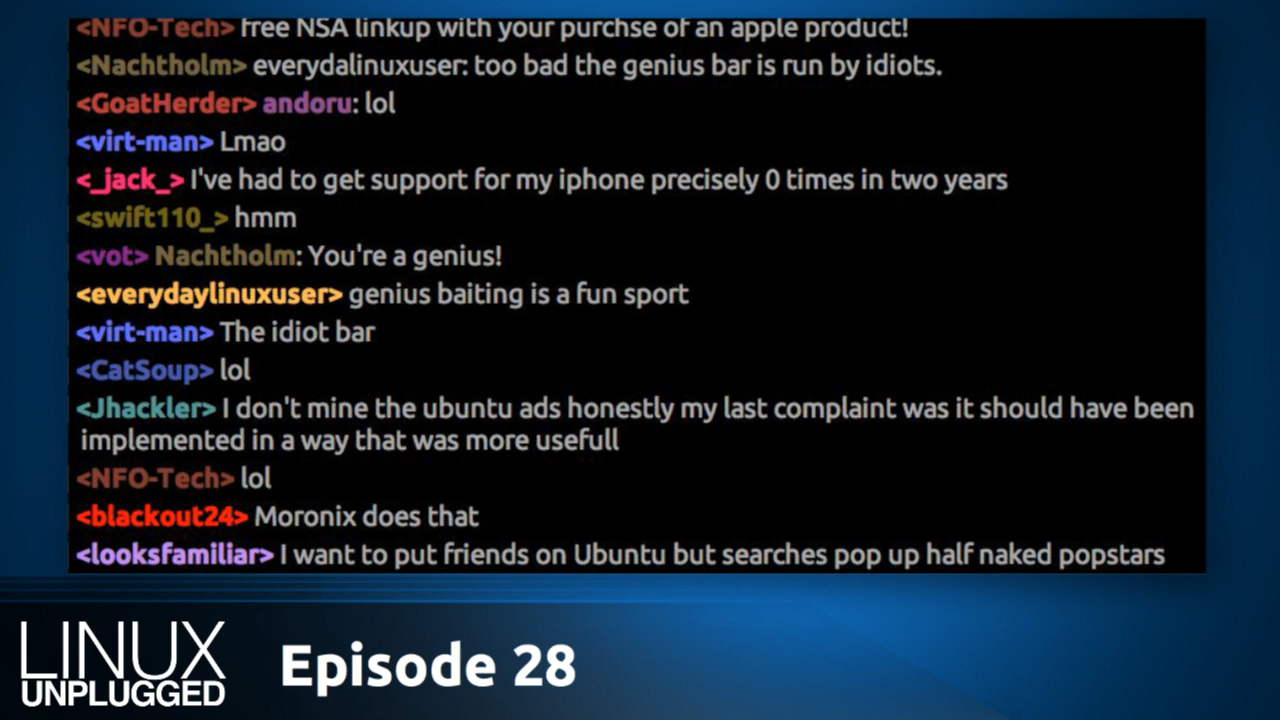 <NFO-Tech> free NSA linkup with your purchse of an apple product!
<Nachtholm> everydalinuxuser: too bad the genius bar is run by idiots.
<GoatHerder> andoru: lol
<virt-man> Lmao
<_jack_> I've had to get support for my iphone precisely 0 times in two years
<swift110_> hmm
<vot> Nachtholm: You're a genius!
<everydaylinuxuser> genius baiting is a fun sport
<virt-man> The idiot bar
<CatSoup> lol
<Jhackler> I don't mine the ubuntu ads honestly my last complaint was it should have been
implemented in a way that was more usefull
<NFO-Tech> lol
<blackout24> Moronix does that
<looksfamiliar> I want to put friends on Ubuntu but searches pop up half naked popstars
LINUX
UNPLUGGED
Episode 28